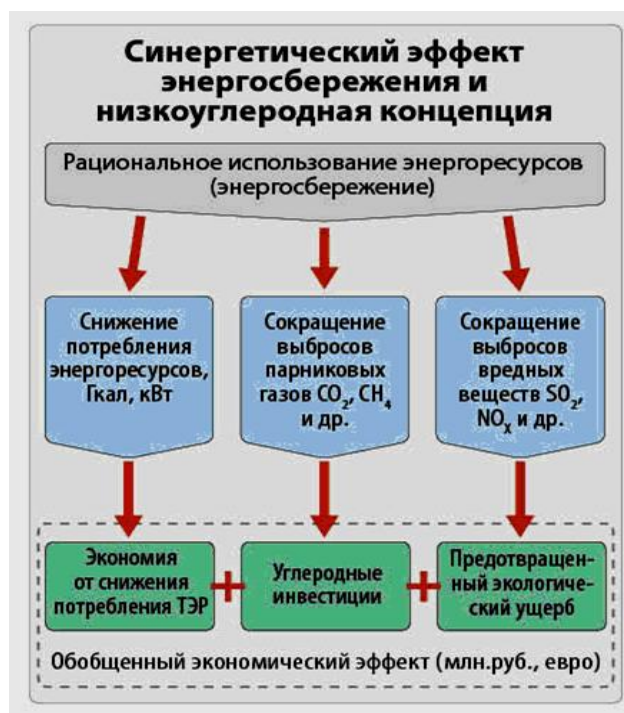 Синергетический эффект
энергосбережения и
низкоуглеродная концепция
Рациональное использование энергоресурсов
(энергосбережение)
Снижение
потребления
энергоресурсов,
Гкал, кВт
Сокращение
выбросов
парниковых
газов CO₂, CH₄
и др.
Сокращение
выбросов
вредных
веществ SO₂,
NOₓ и др.
Экономия
от снижения
потребления ТЭР
+
Углеродные
инвестиции
+
Предотвращен-
ный экологиче-
ский ущерб
Обобщенный экономический эффект (млн.руб., евро)